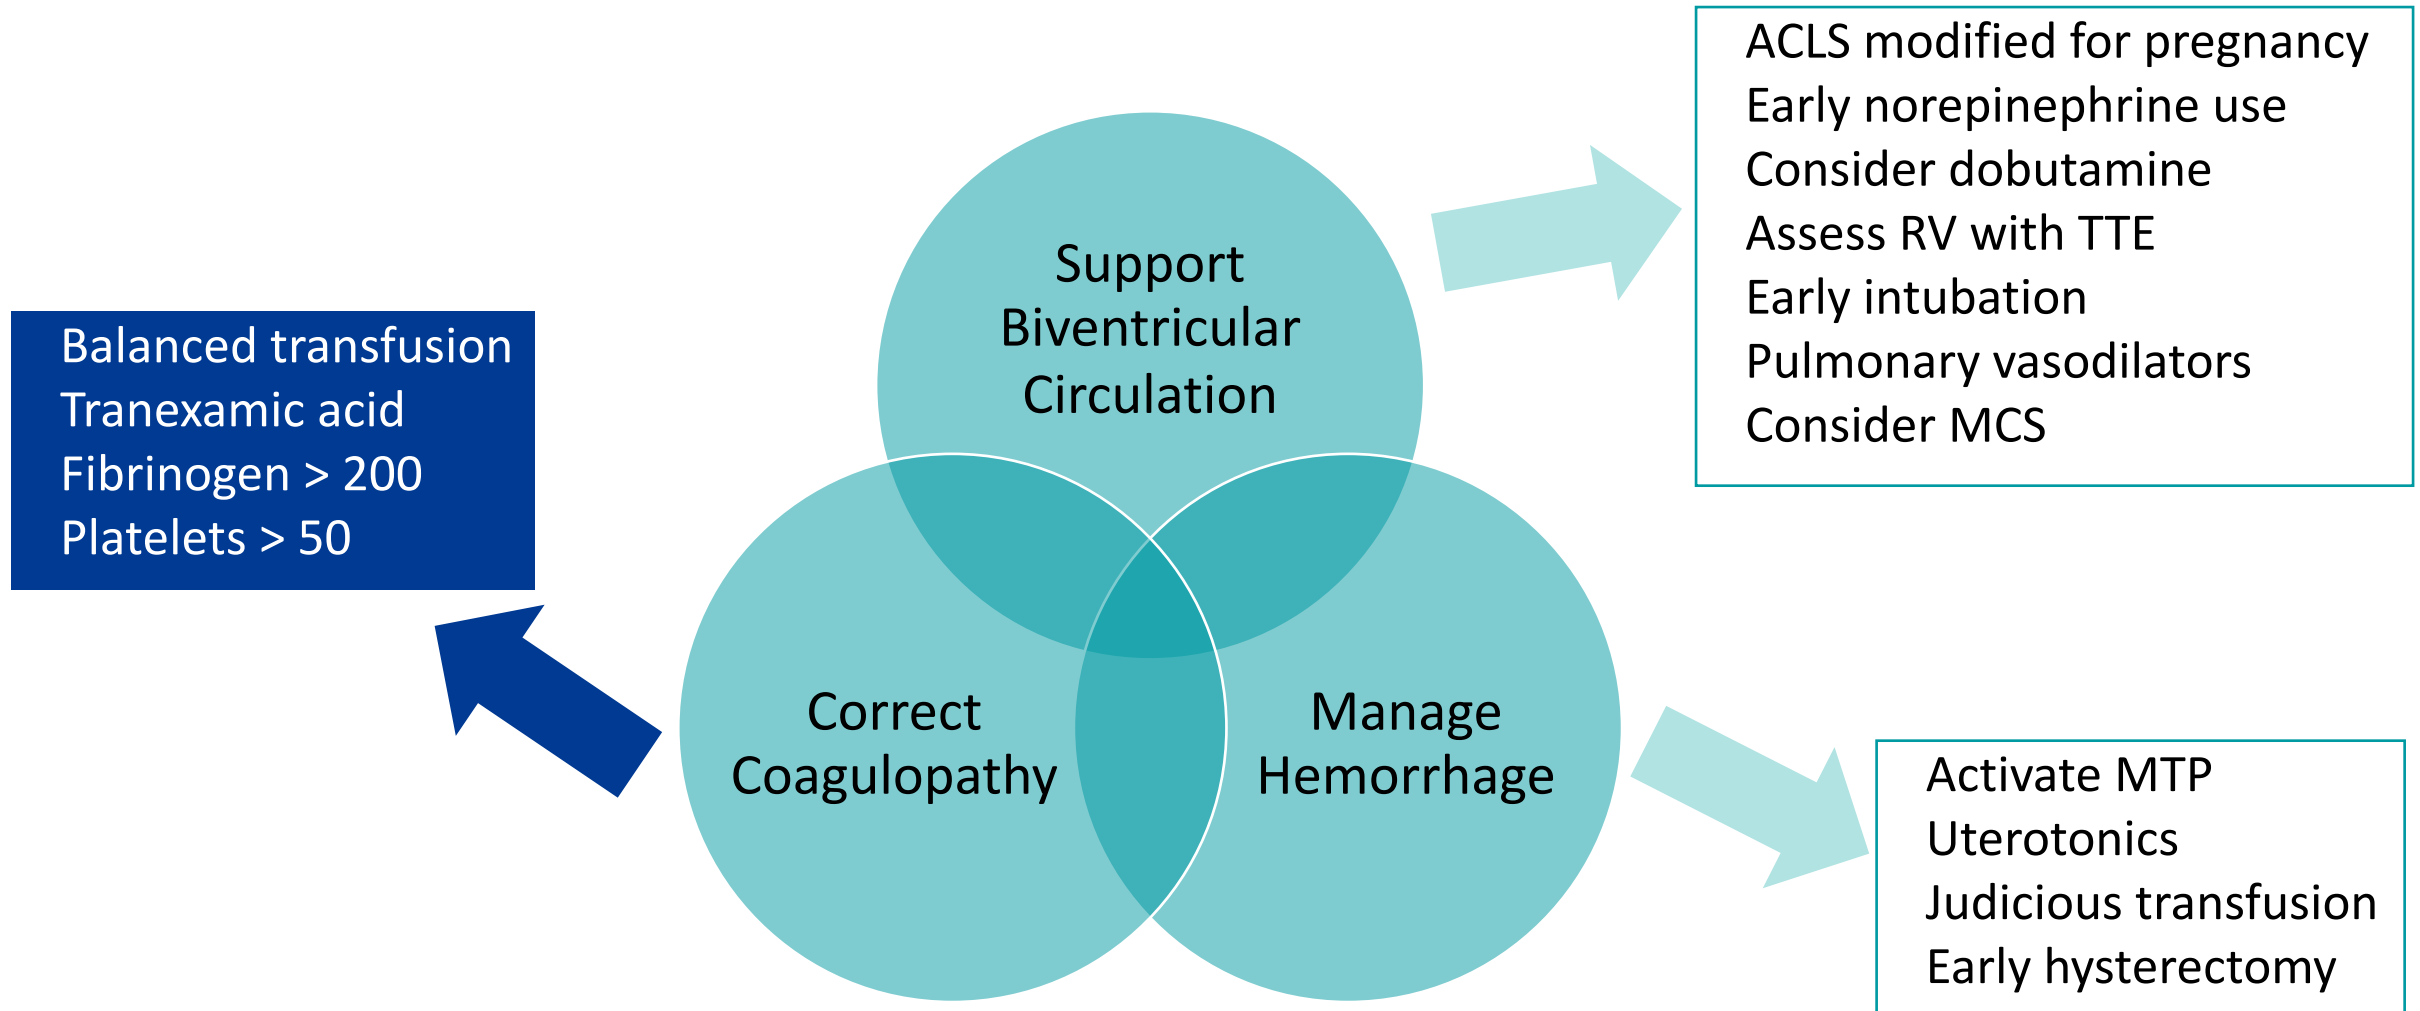 ACLS modified for pregnancy
Early norepinephrine use
Consider dobutamine
Assess RV with TTE
Early intubation
Pulmonary vasodilators
Consider MCS
Support
Biventricular
Circulation
Balanced transfusion
Tranexamic acid
Fibrinogen > 200
Platelets > 50
Correct
Coagulopathy
Manage
Hemorrhage
Activate MTP
Uterotonics
Judicious transfusion
Early hysterectomy